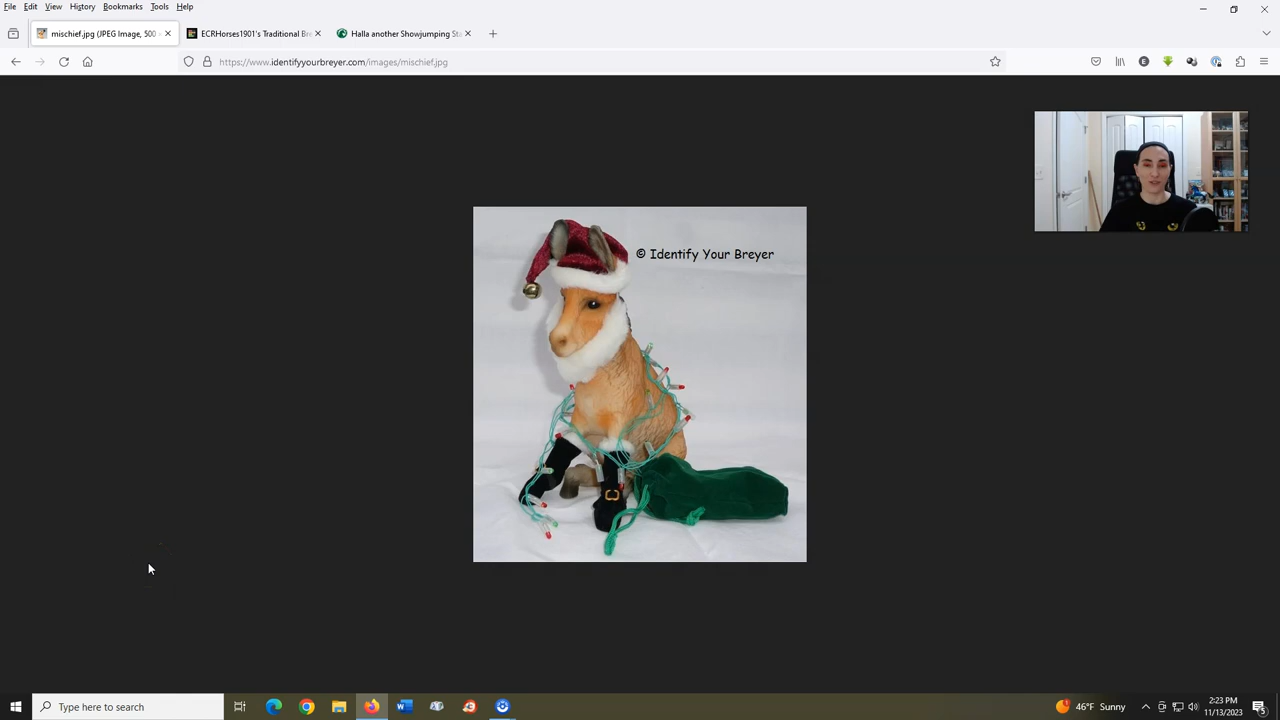 File Edit View History Bookmarks Tools Help
mischief.jpg (JPEG Image, 500
ECRHorses1901's Traditional Bre
Halla another Showjumping Sta
https://www.identifyyourbreyer.com/images/mischief.jpg
© Identify Your Breyer
Type here to search
46°F Sunny
2:23 PM
11/13/2023